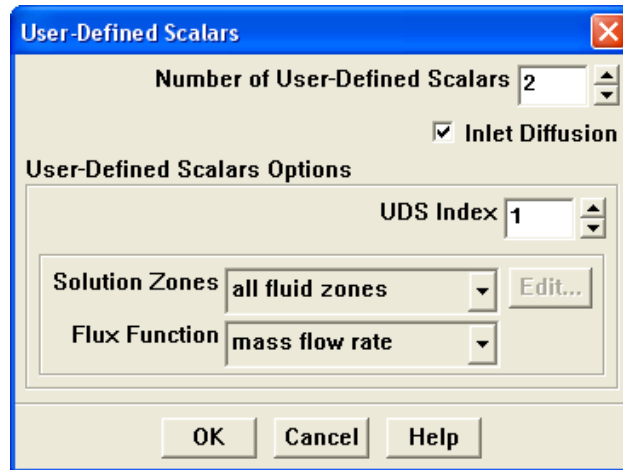 User-Defined Scalars
Number of User-Defined Scalars 2
Inlet Diffusion
User-Defined Scalars Options
UDS Index 1
Solution Zones all fluid zones Edit...
Flux Function mass flow rate
OK Cancel Help